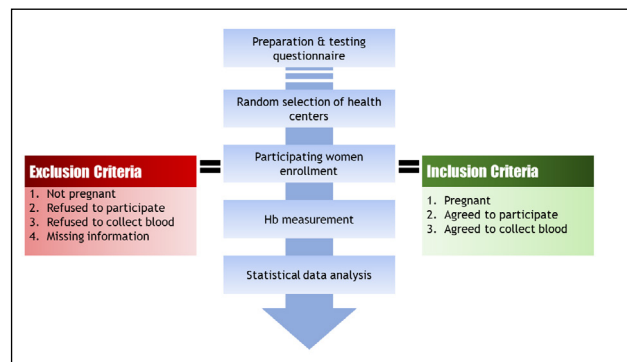 Preparation & testing
questionnaire
Random selection of health
centers
Participating women
enrollment
Hb measurement
Statistical data analysis
Exclusion Criteria
1. Not pregnant
2. Refused to participate
3. Refused to collect blood
4. Missing information
Inclusion Criteria
1. Pregnant
2. Agreed to participate
3. Agreed to collect blood